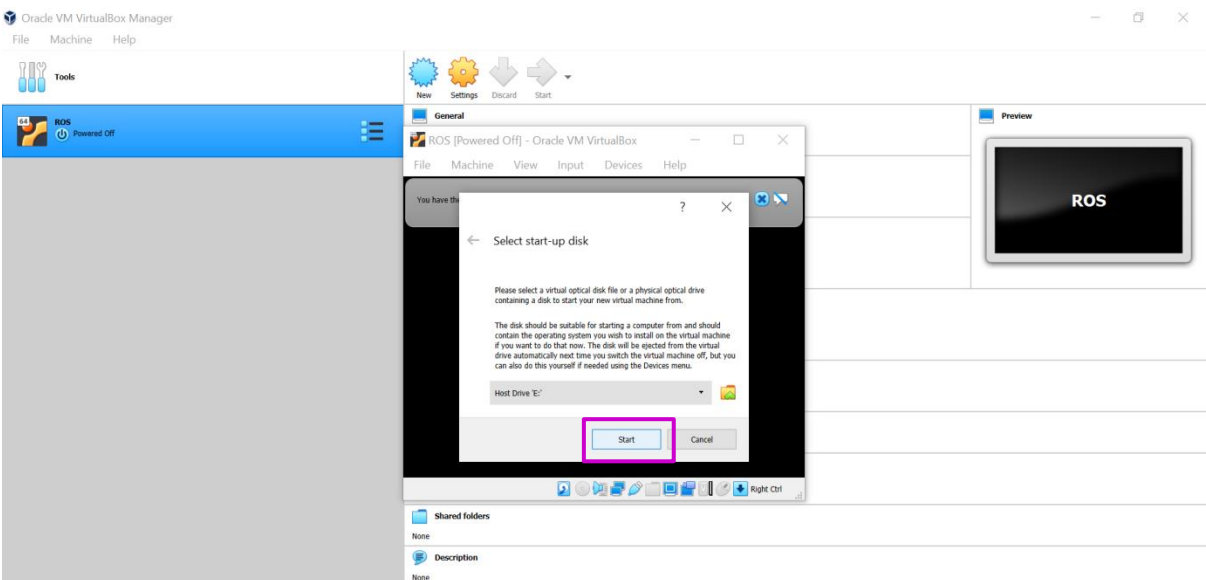 Oracle VM VirtualBox Manager
File Machine Help
Tools
New Settings Discard Start
64
ROS
Powered Off
General
Preview
ROS
ROS [Powered Off] - Oracle VM VirtualBox
File Machine View Input Devices Help
You have the
?
Select start-up disk
Please select a virtual optical disk file or a physical optical drive
containing a disk to start your new virtual machine from.
The disk should be suitable for starting a computer from and should
contain the operating system you wish to install on the virtual machine
if you want to do that now. The disk will be ejected from the virtual
drive automatically next time you switch the virtual machine off, but you
can also do this yourself if needed using the Devices menu.
Host Drive 'E:'
Start Cancel
Right Ctrl
Shared folders
None
Description
None